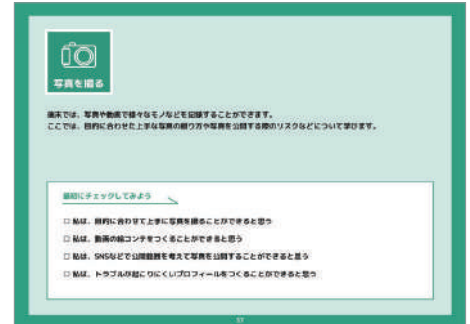 写真を撮る
端末では、写真や動画で様々なモノなどを記録することができます。
ここでは、目的に合わせた上手な写真の撮り方や写真を公開する際のリスクなどについて学びます。
最初にチェックしてみよう
□ 私は、目的に合わせて上手に写真を撮ることができると思う
□ 私は、動画の絵コンテをつくることができると思う
□ 私は、SNSなどで公開範囲を考えて写真を公開することができると思う
□ 私は、トラブルが起こりにくいプロフィールをつくることができると思う
57